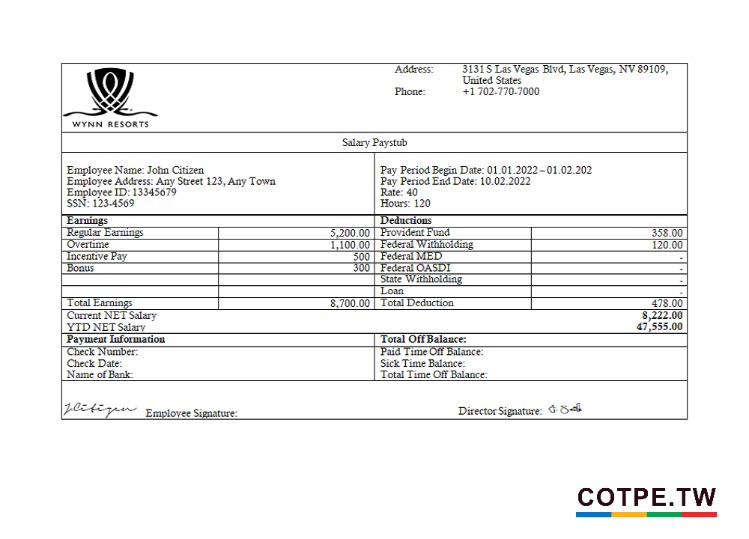 WYNN RESORTS
Address: 3131 S Las Vegas Blvd, Las Vegas, NV 89109,
United States
Phone: +1 702-770-7000
Salary Paystub
Employee Name: John Citizen
Employee Address: Any Street 123, Any Town
Employee ID: 13345679
SSN: 123-4569
Pay Period Begin Date: 01.01.2022 – 01.02.202
Pay Period End Date: 10.02.2022
Rate: 40
Hours: 120
Earnings Deductions
Regular Earnings 5,200.00 Provident Fund 358.00
Overtime 1,100.00 Federal Withholding 120.00
Incentive Pay 500 Federal MED -
Bonus 300 Federal OASDI -
State Withholding -
Loan -
Total Earnings 8,700.00 Total Deduction 478.00
Current NET Salary 8,222.00
YTD NET Salary 47,555.00
Payment Information Total Off Balance:
Check Number: Paid Time Off Balance:
Check Date: Sick Time Balance:
Name of Bank: Total Time Off Balance:
J.Citizen Employee Signature: Director Signature:
COTPE.TW